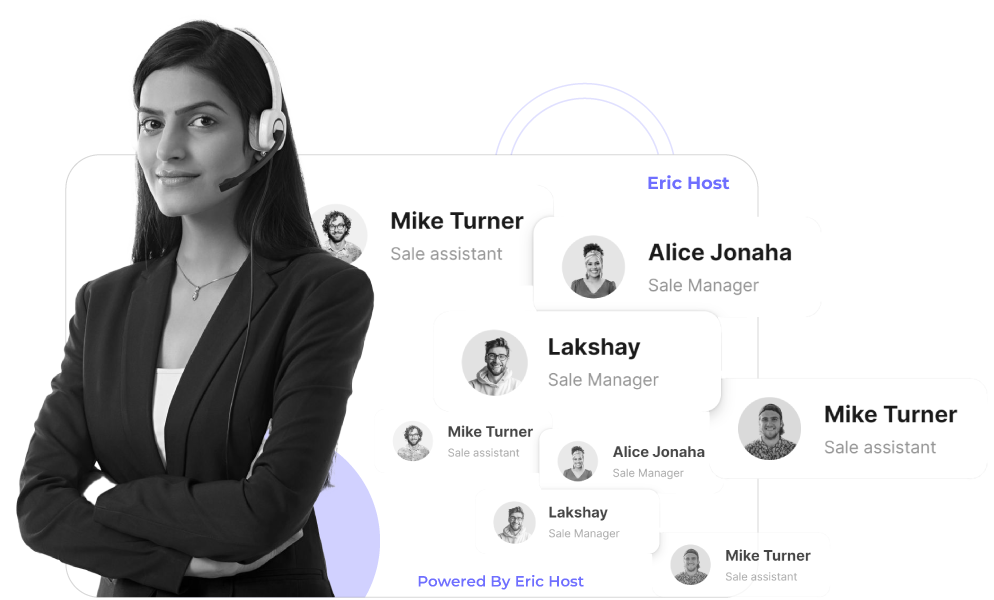 Eric Host
Mike Turner
Sale assistant
Alice Jonaha
Sale Manager
Lakshay
Sale Manager
Mike Turner
Sale assistant
Mike Turner
Sale assistant
Alice Jonaha
Sale Manager
Lakshay
Sale Manager
Mike Turner
Sale assistant
Powered By Eric Host